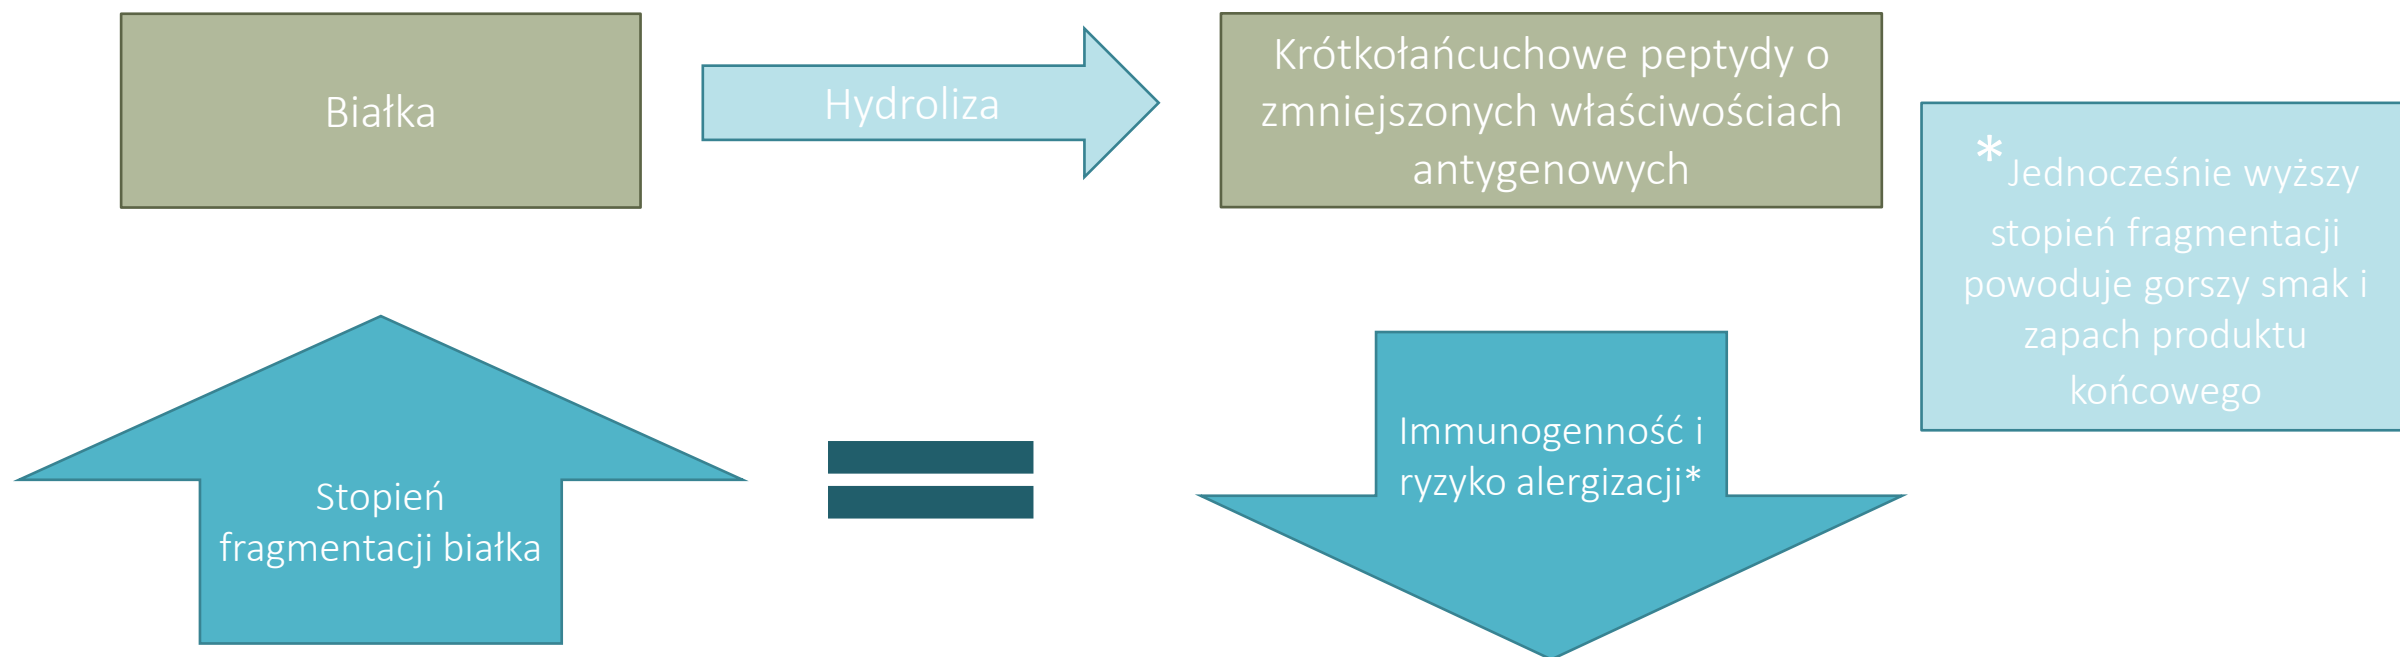 Białka
Hydroliza
Krótkołańcuchowe peptydy o
zmniejszonych właściwościach
antygenowych
*Jednocześnie wyższy
stopień fragmentacji
powoduje gorszy smak i
zapach produktu
końcowego
Stopień
fragmentacji białka
Immunogenność i
ryzyko alergizacji*